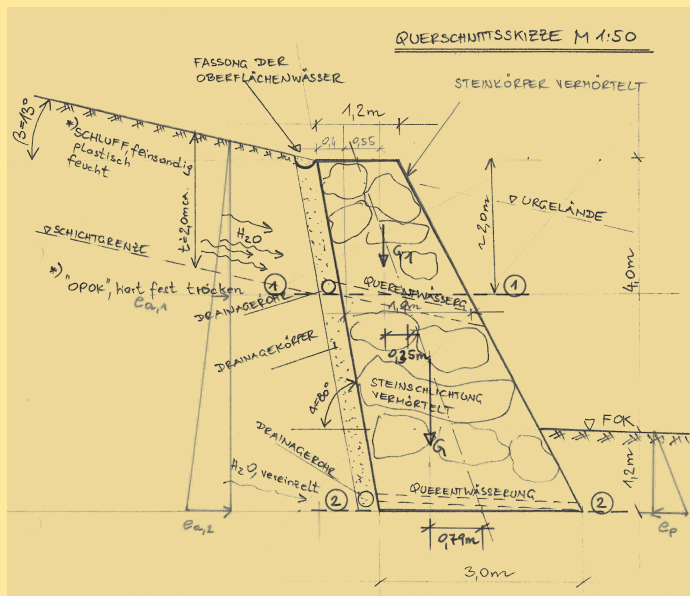 QUERSCHNITTSSKIZZE M 1:50
FASSUNG DER
OBERFLÄCHENWÄSSER
STEINKÖRPER VERMÖRTELT
1,2m
0,55
β=13°
*) SCHLUFF, feinsandig
plastisch
feucht
▽ URGELÄNDE
~2,0m
4,0m
▽ SCHICHTGRENZE
t=2,0m ca.
H₂O
G1
*) "OPOK", hart fest trocken
ea,1
1
QUERENTWÄSSERG
1
DRAINAGEROHR
1,9m
DRAINAGEKÖRPER
0,35m
STEINSCHLICHTUNG
VERMÖRTELT
α=80°
▽ FOK
DRAINAGEROHR
G
H₂O, vereinzelt
1,2m
2
QUERENTWÄSSERUNG
2
ea,2
ep
0,79m
3,0m